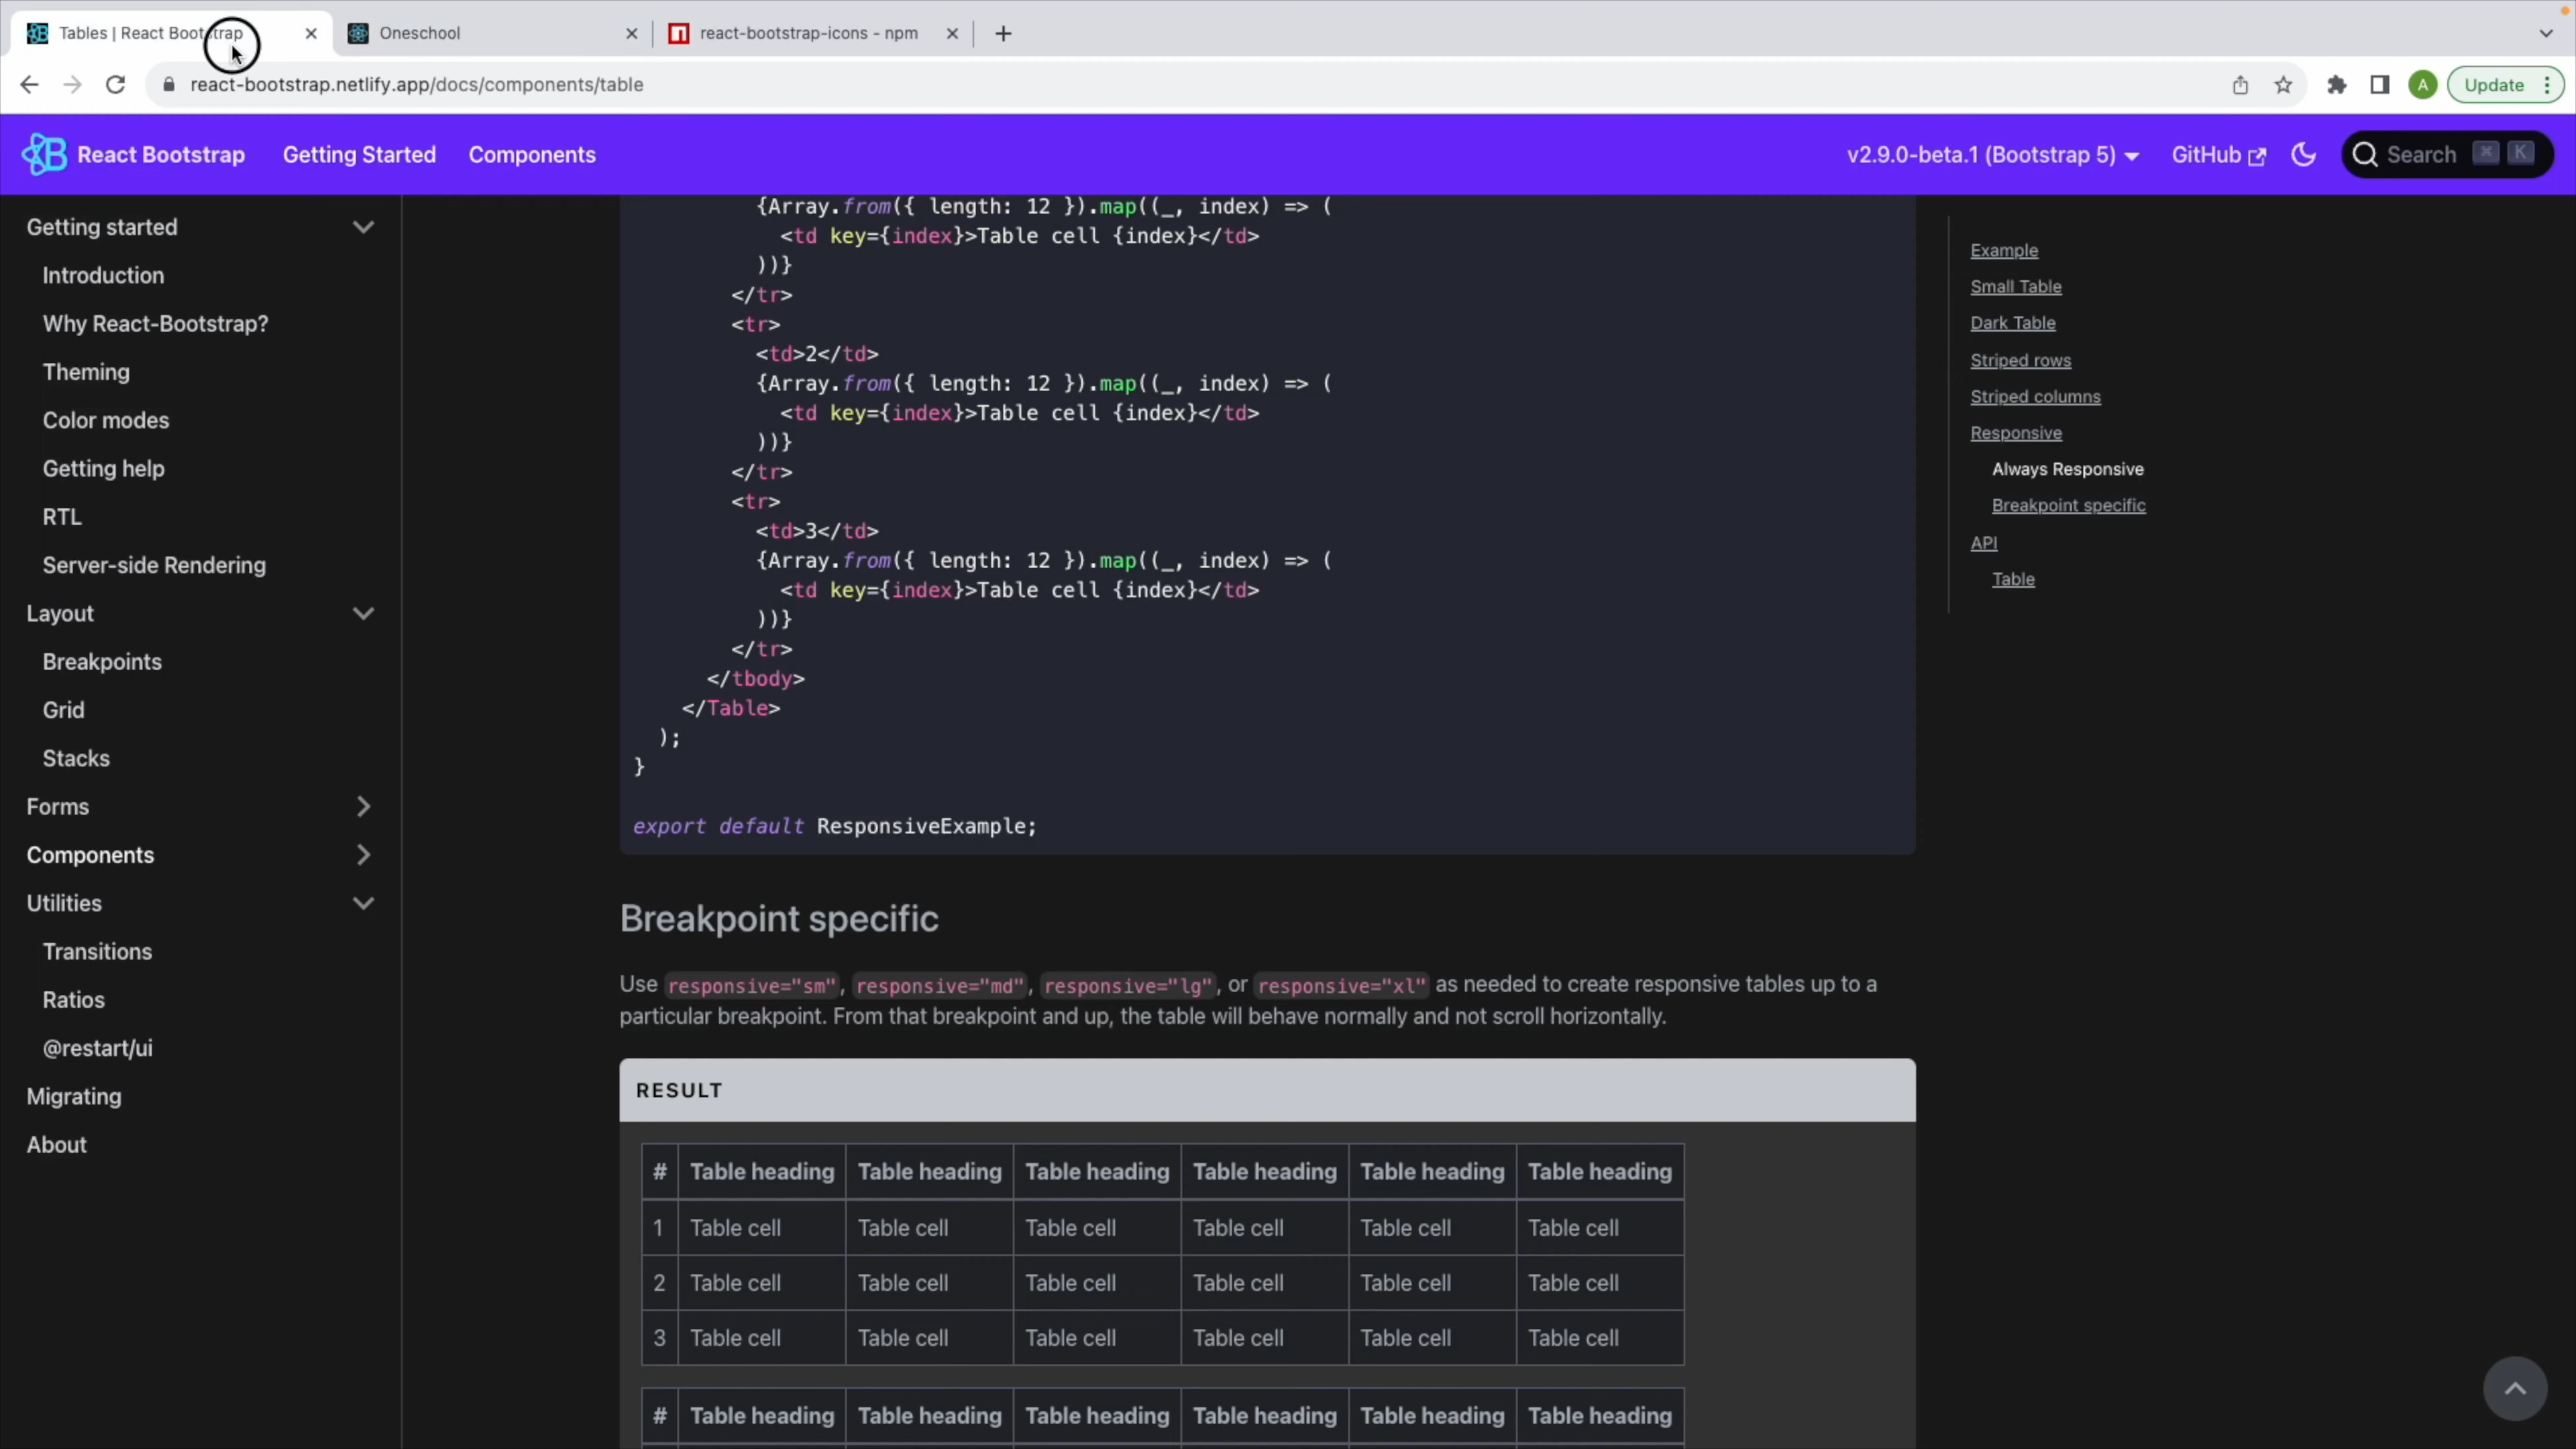 Tables | React Bootstrap
Oneschool
react-bootstrap-icons - npm
react-bootstrap.netlify.app/docs/components/table
A
Update
React Bootstrap
Getting Started
Components
v2.9.0-beta.1 (Bootstrap 5)
GitHub
Search ⌘ K
Getting started
Introduction
Why React-Bootstrap?
Theming
Color modes
Getting help
RTL
Server-side Rendering
Layout
Breakpoints
Grid
Stacks
Forms
Components
Utilities
Transitions
Ratios
@restart/ui
Migrating
About
{Array.from({ length: 12 }).map((_, index) => (
<td key={index}>Table cell {index}</td>
))}
</tr>
<tr>
<td>2</td>
{Array.from({ length: 12 }).map((_, index) => (
<td key={index}>Table cell {index}</td>
))}
</tr>
<tr>
<td>3</td>
{Array.from({ length: 12 }).map((_, index) => (
<td key={index}>Table cell {index}</td>
))}
</tr>
</tbody>
</Table>
);
}
export default ResponsiveExample;
Breakpoint specific
Use responsive="sm", responsive="md", responsive="lg", or responsive="xl" as needed to create responsive tables up to a
particular breakpoint. From that breakpoint and up, the table will behave normally and not scroll horizontally.
RESULT
# Table heading Table heading Table heading Table heading Table heading Table heading
1 Table cell Table cell Table cell Table cell Table cell Table cell
2 Table cell Table cell Table cell Table cell Table cell Table cell
3 Table cell Table cell Table cell Table cell Table cell Table cell
# Table heading Table heading Table heading Table heading Table heading Table heading
Example
Small Table
Dark Table
Striped rows
Striped columns
Responsive
Always Responsive
Breakpoint specific
API
Table